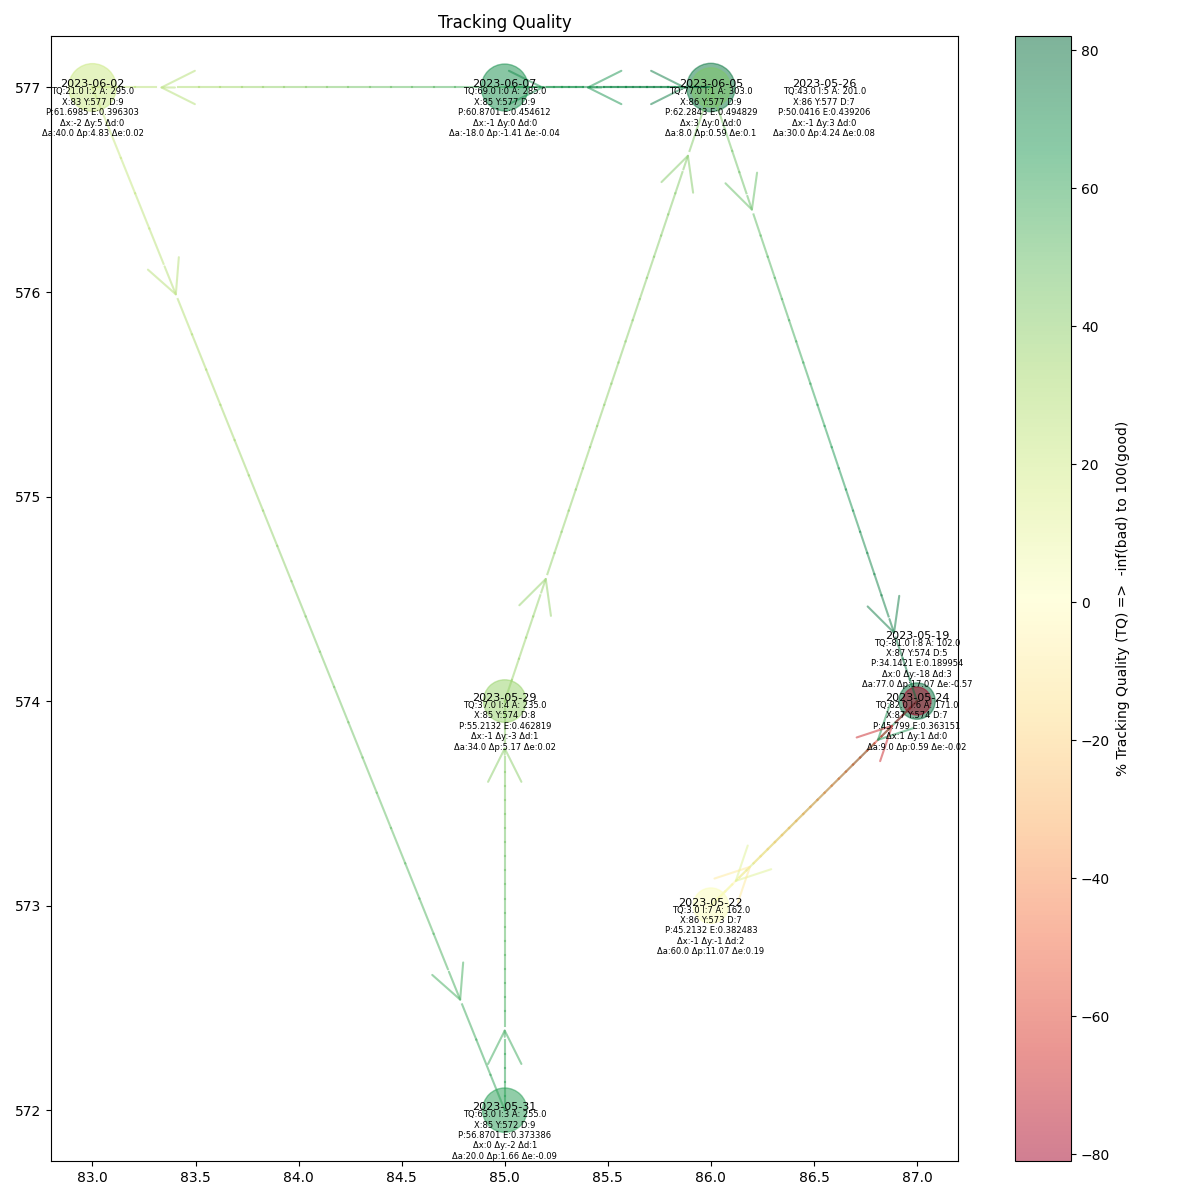 Tracking Quality
2023-06-02
TQ:21.0 I:2 A: 295.0
X:83 Y:577 D:9
P:61.6985 E:0.396303
Δx:-2 Δy:5 Δd:0
Δa:40.0 Δp:4.83 Δe:0.02
2023-06-07
TQ:69.0 I:0 A: 285.0
X:85 Y:577 D:9
P:60.8701 E:0.454612
Δx:-1 Δy:0 Δd:0
Δa:-18.0 Δp:-1.41 Δe:-0.04
2023-06-05
TQ:77.0 I:1 A: 303.0
X:86 Y:577 D:9
P:62.2843 E:0.494829
Δx:3 Δy:0 Δd:0
Δa:8.0 Δp:0.59 Δe:0.1
2023-05-26
TQ:43.0 I:5 A: 201.0
X:86 Y:577 D:7
P:50.0416 E:0.439206
Δx:-1 Δy:3 Δd:0
Δa:30.0 Δp:4.24 Δe:0.08
2023-05-19
TQ:-81.0 I:8 A: 102.0
X:87 Y:574 D:5
P:34.1421 E:0.189954
Δx:0 Δy:-18 Δd:3
Δa:77.0 Δp:17.07 Δe:-0.57
2023-05-24
TQ:82.0 I:6 A: 171.0
X:87 Y:574 D:7
P:45.799 E:0.363151
Δx:1 Δy:1 Δd:0
Δa:9.0 Δp:0.59 Δe:-0.02
2023-05-29
TQ:37.0 I:4 A: 235.0
X:85 Y:574 D:8
P:55.2132 E:0.462819
Δx:-1 Δy:-3 Δd:1
Δa:34.0 Δp:5.17 Δe:0.02
2023-05-22
TQ:3.0 I:7 A: 162.0
X:86 Y:573 D:7
P:45.2132 E:0.382483
Δx:-1 Δy:-1 Δd:2
Δa:60.0 Δp:11.07 Δe:0.19
2023-05-31
TQ:63.0 I:3 A: 255.0
X:85 Y:572 D:9
P:56.8701 E:0.373386
Δx:0 Δy:-2 Δd:1
Δa:20.0 Δp:1.66 Δe:-0.09
577
576
575
574
573
572
83.0
83.5
84.0
84.5
85.0
85.5
86.0
86.5
87.0
80
60
40
20
0
−20
−40
−60
−80
% Tracking Quality (TQ) => -inf(bad) to 100(good)